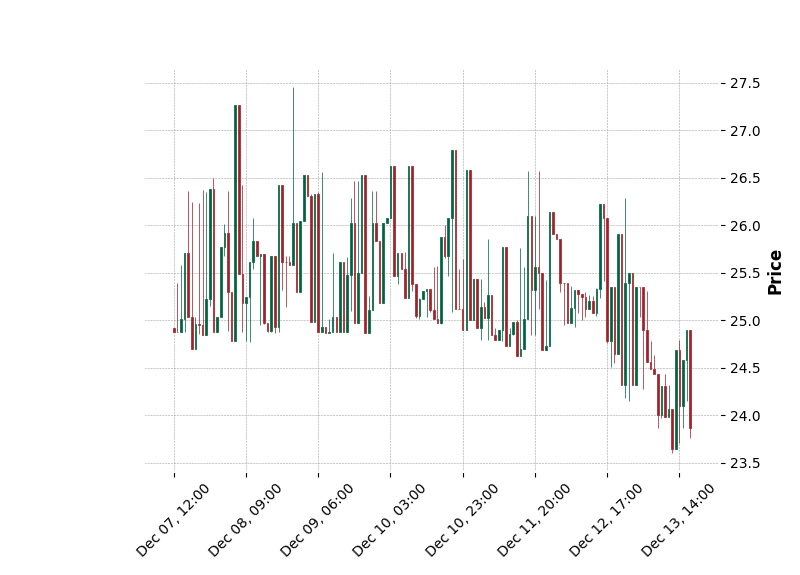 27.5
27.0
26.5
26.0
25.5
25.0
24.5
24.0
23.5
Price
Dec 07, 12:00
Dec 08, 09:00
Dec 09, 06:00
Dec 10, 03:00
Dec 10, 23:00
Dec 11, 20:00
Dec 12, 17:00
Dec 13, 14:00